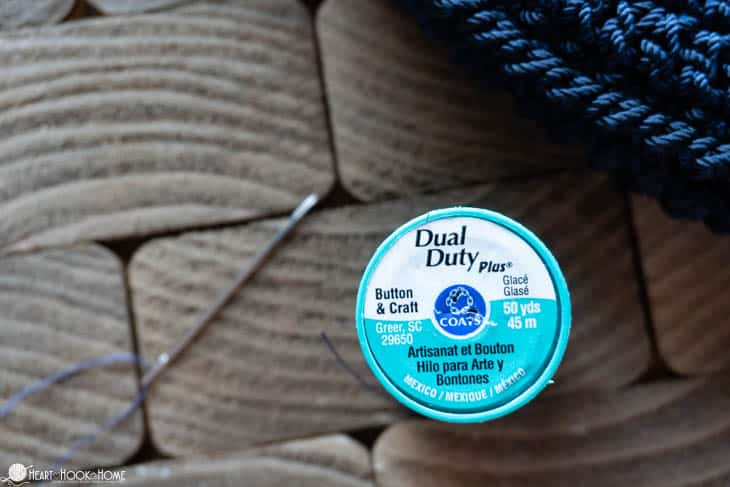 Dual
Duty Plus®
Button
& Craft
Glacé
Glasé
COATS
50 yds
45 m
Greer, SC
29650
Artisanat et Bouton
Hilo para Arte y
Bontones
MEXICO / MEXIQUE / MÉXICO
HEART HOOK HOME